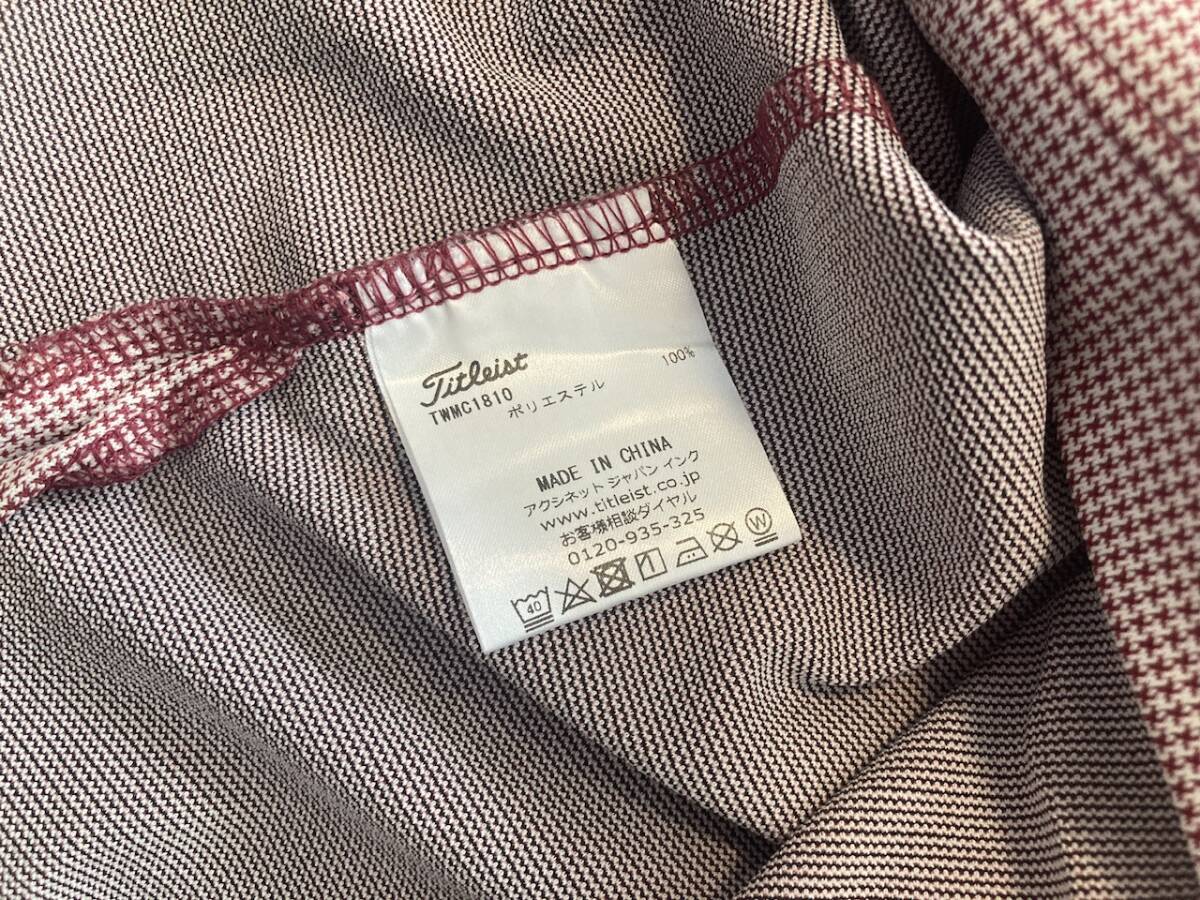 Titleist
TWMC1810
ポリエステル 100%
MADE IN CHINA
アクシネット ジャパン インク
www.titleist.co.jp
お客様相談ダイヤル
0120-935-325
40 W